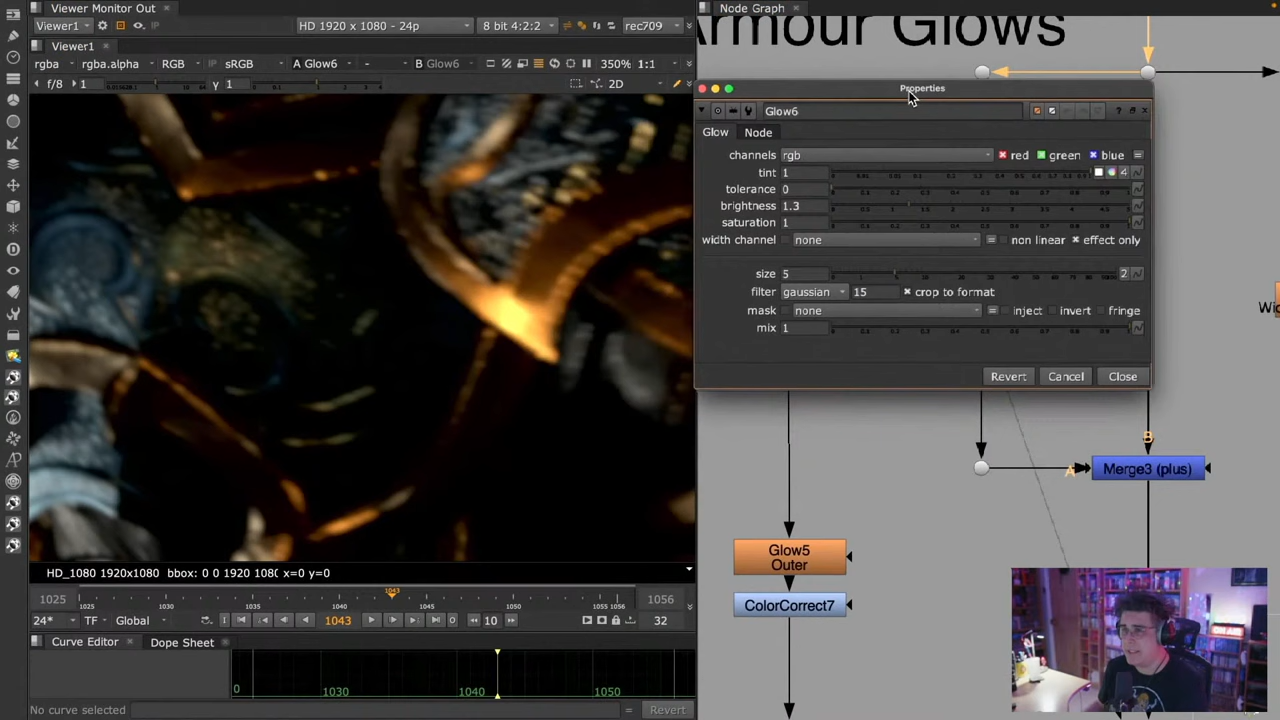 Viewer Monitor Out
Viewer1
HD 1920 x 1080 - 24p
8 bit 4:2:2
rec709
Viewer1
rgba
rgba.alpha
RGB
IP
sRGB
A Glow6
-
B Glow6
350%
1:1
f/8
1
γ 1
2D
HD_1080 1920x1080 bbox: 0 0 1920 1080 x=0 y=0
1025
1025
1030
1035
1040
1043
1045
1050
1055
1056
1056
24*
TF
Global
1043
10
32
Curve Editor
Dope Sheet
0
1030
1040
1050
No curve selected
=
Revert
Node Graph
Armour Glows
Properties
Glow6
Glow
Node
channels
rgb
red
green
blue
tint
1
4
tolerance
0
brightness
1.3
saturation
1
width channel
none
non linear
effect only
size
5
2
filter
gaussian
15
crop to format
mask
none
inject
invert
fringe
mix
1
Revert
Cancel
Close
B
A
Merge3 (plus)
Glow5
Outer
ColorCorrect7